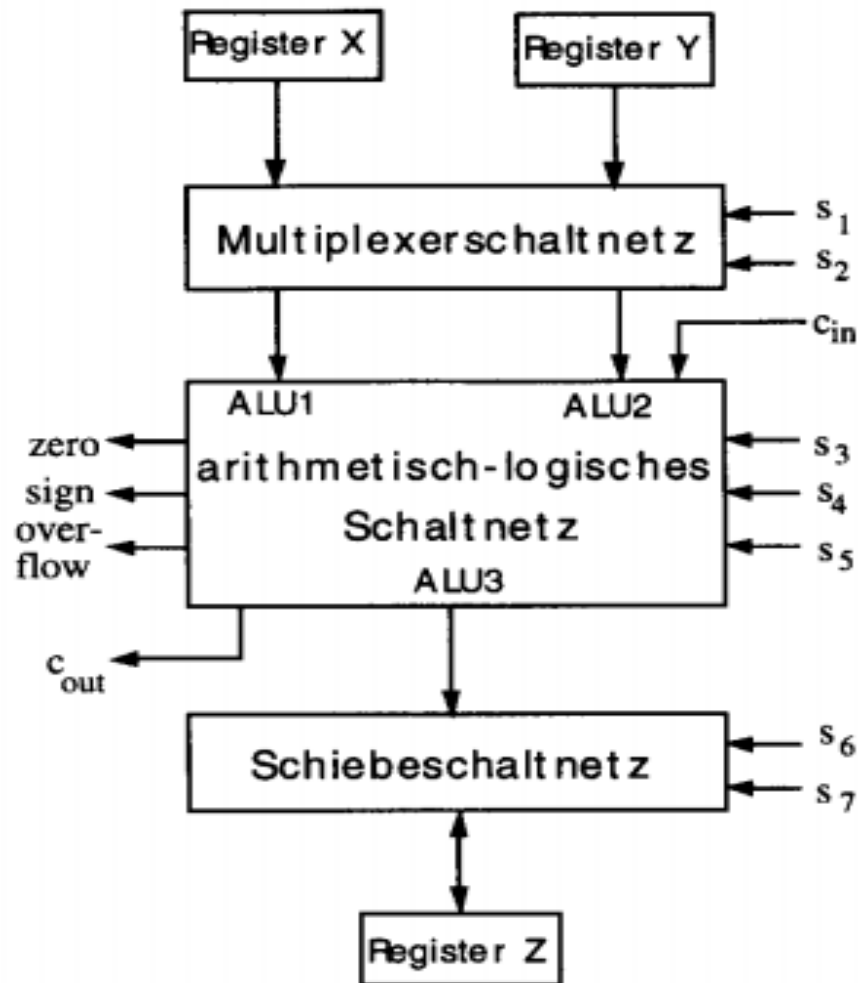 Register X
Register Y
Multiplexerschaltnetz
s1
s2
cin
ALU1
ALU2
zero
sign
over-
flow
arithmetisch-logisches
Schaltnetz
s3
s4
s5
ALU3
cout
Schiebeschaltnetz
s6
s7
Register Z